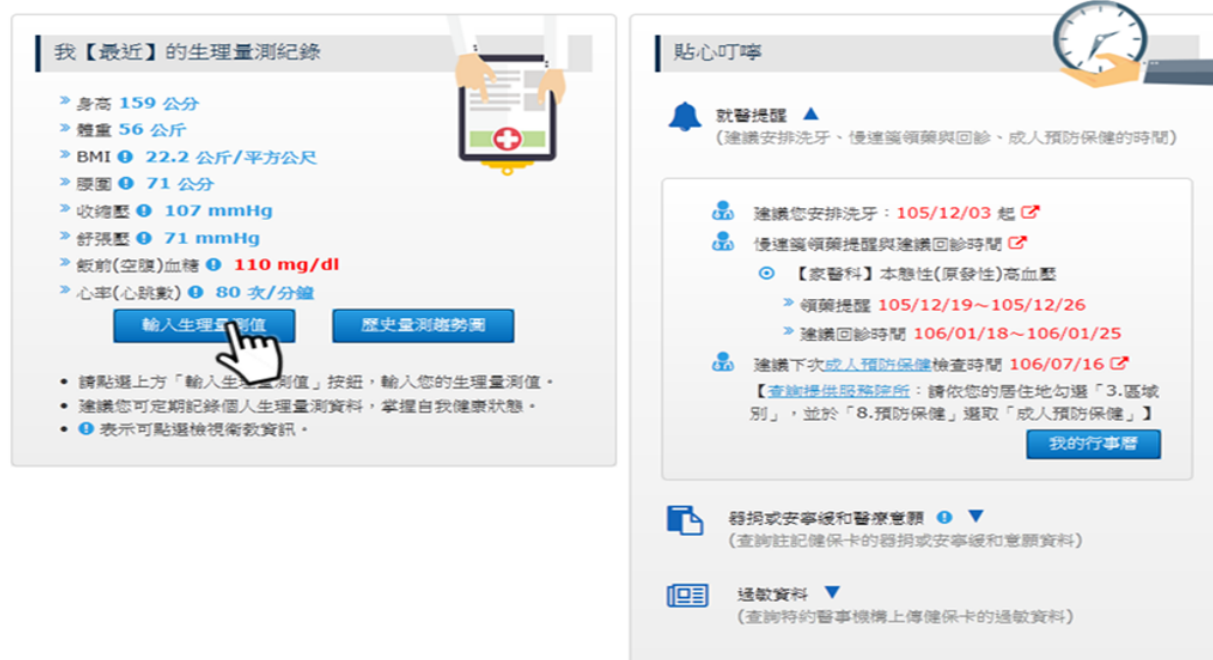 我【最近】的生理量測紀錄
» 身高 159 公分
» 體重 56 公斤
» BMI 22.2 公斤/平方公尺
» 腰圍 71 公分
» 收縮壓 107 mmHg
» 舒張壓 71 mmHg
» 飯前(空腹)血糖 110 mg/dl
» 心率(心跳數) 80 次/分鐘
輸入生理量測值
歷史量測趨勢圖
• 請點選上方「輸入生理量測值」按鈕,輸入您的生理量測值。
• 建議您可定期記錄個人生理量測資料,掌握自我健康狀態。
• 表示可點選檢視衛教資訊。
貼心叮嚀
就醫提醒 ▲
(建議安排洗牙、慢連箋領藥與回診、成人預防保健的時間)
建議您安排洗牙:105/12/03 起
慢連箋領藥提醒與建議回診時間
【家醫科】本態性(原發性)高血壓
» 領藥提醒 105/12/19~105/12/26
» 建議回診時間 106/01/18~106/01/25
建議下次成人預防保健檢查時間 106/07/16
【查詢提供服務院所:請依您的居住地勾選「3.區域
別」,並於「8.預防保健」選取「成人預防保健」】
我的行事曆
器捐或安寧緩和醫療意願 ▼
(查詢註記健保卡的器捐或安寧緩和意願資料)
過敏資料 ▼
(查詢特約醫事機構上傳健保卡的過敏資料)